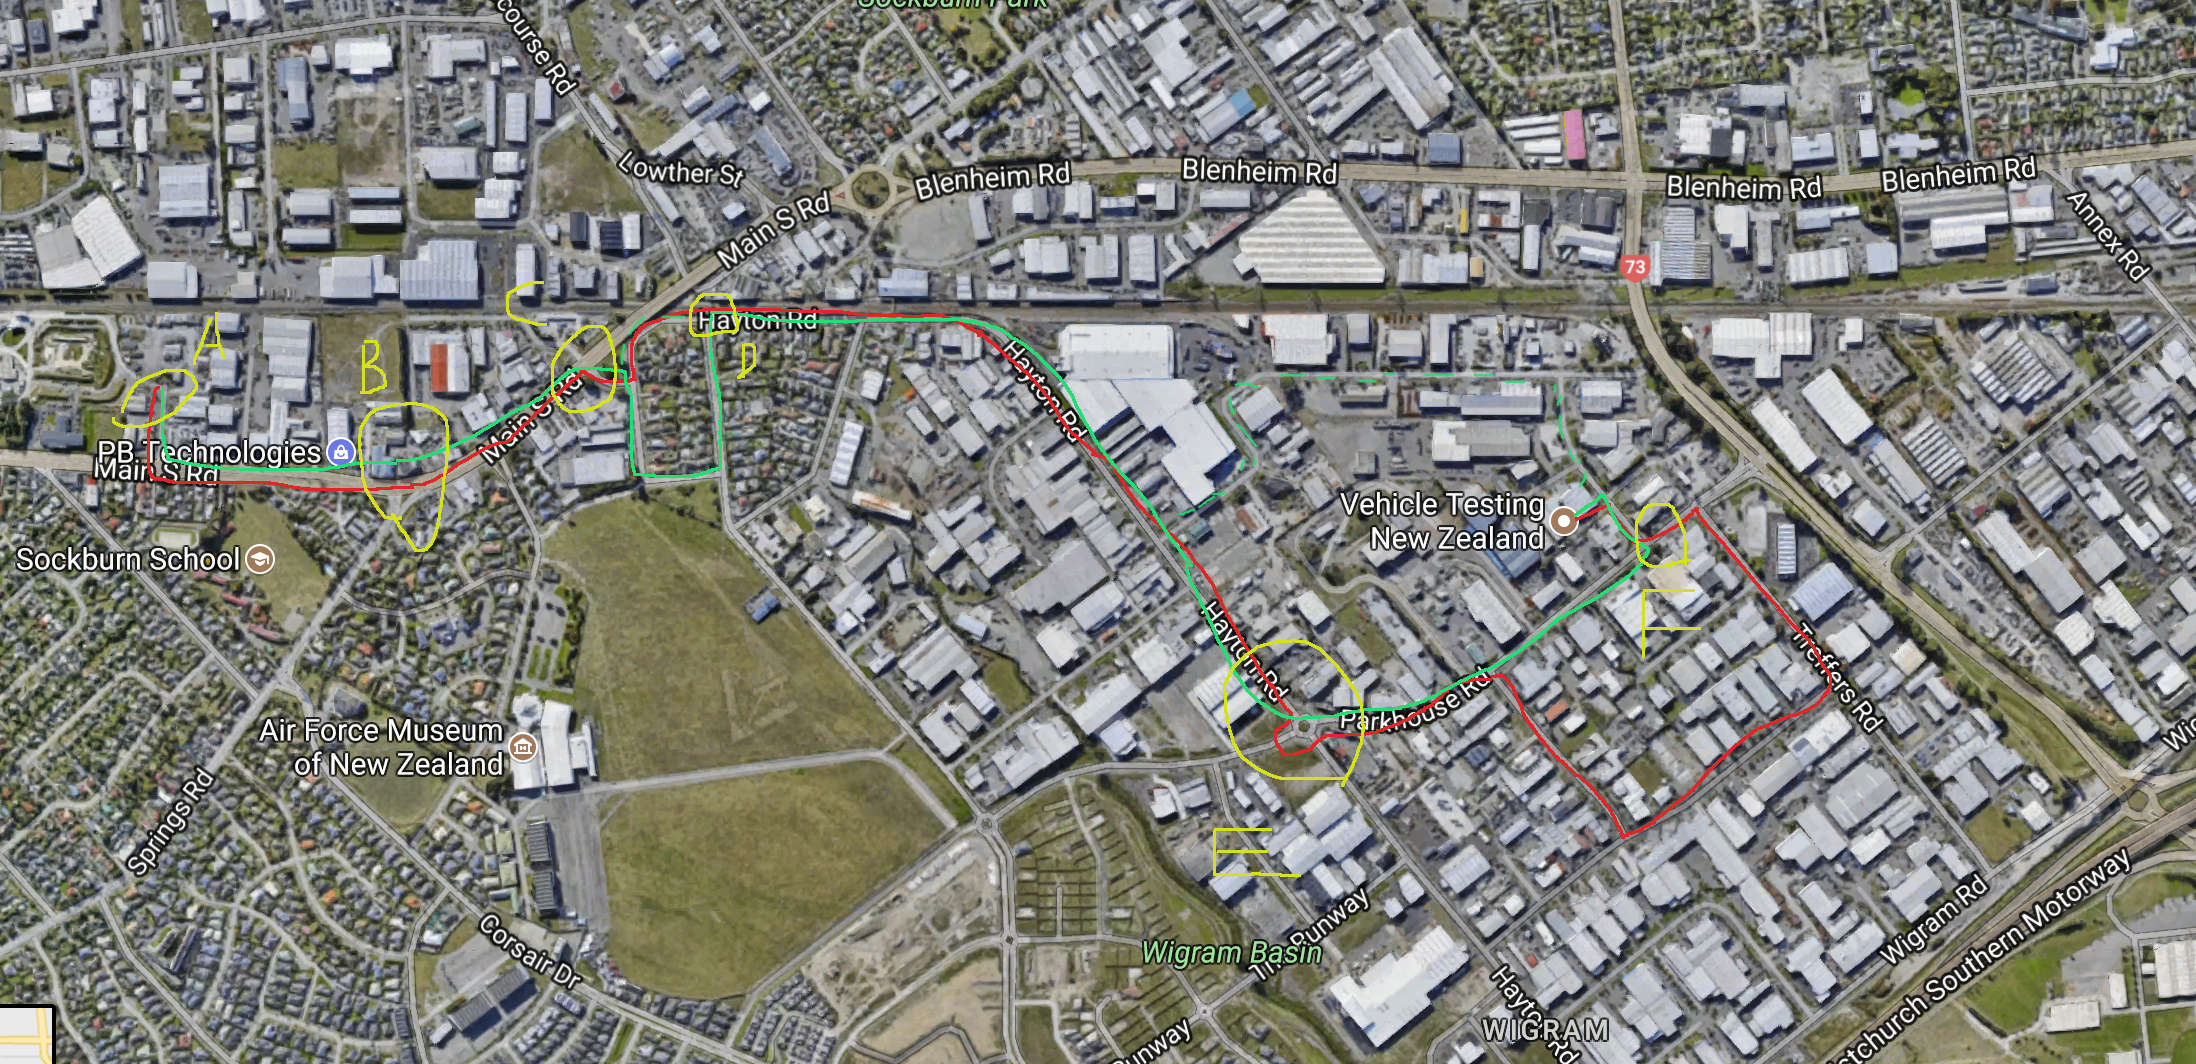 Sockburn Park
course Rd
Lowther St
Main S Rd
Blenheim Rd
Blenheim Rd
Blenheim Rd
Blenheim Rd
Annex Rd
73
C
A
B
Hayton Rd
D
Hayton Rd
Main S Rd
PB Technologies
Main S Rd
Vehicle Testing
New Zealand
Sockburn School
F
Hayton Rd
Treffers Rd
Parkhouse Rd
Air Force Museum
of New Zealand
Springs Rd
E
Wigram Rd
Corsair Dr
Wigram Basin
Runway
Hayton Rd
WIGRAM
Runway
stchurch Southern Motorway